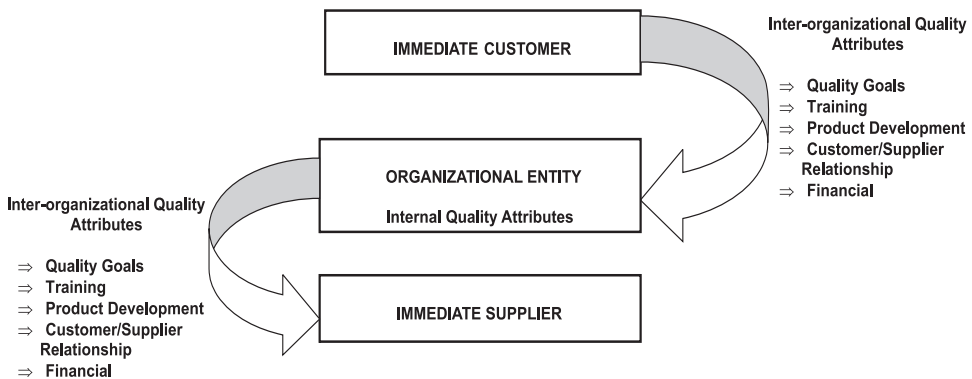 IMMEDIATE CUSTOMER
Inter-organizational Quality
Attributes
⇒ Quality Goals
⇒ Training
⇒ Product Development
⇒ Customer/Supplier
Relationship
⇒ Financial
ORGANIZATIONAL ENTITY
Internal Quality Attributes
Inter-organizational Quality
Attributes
⇒ Quality Goals
⇒ Training
⇒ Product Development
⇒ Customer/Supplier
Relationship
⇒ Financial
IMMEDIATE SUPPLIER